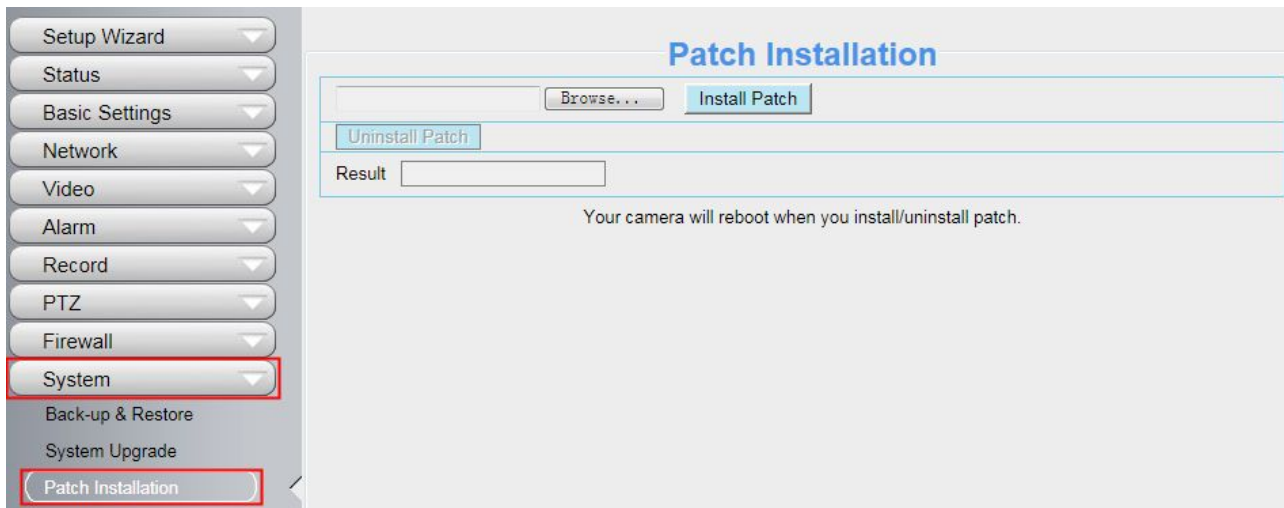 Setup Wizard
Status
Basic Settings
Network
Video
Alarm
Record
PTZ
Firewall
System
Back-up & Restore
System Upgrade
Patch Installation
Patch Installation
Browse... Install Patch
Uninstall Patch
Result
Your camera will reboot when you install/uninstall patch.